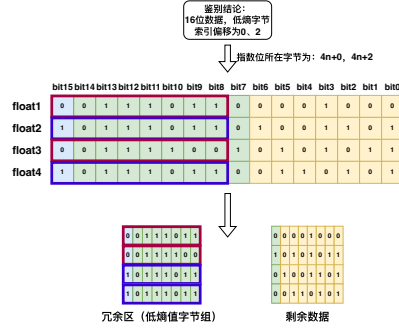 鉴别结论：
16位数据，低熵字节
索引偏移为0、2
指数位所在字节为：4n+0，4n+2
bit15 bit14 bit13 bit12 bit11 bit10 bit9 bit8 bit7 bit6 bit5 bit4 bit3 bit2 bit1 bit0
float1 0 0 1 1 1 0 1 1 0 0 0 0 1 0 0 0
float2 1 0 1 1 1 0 1 1 0 1 0 0 1 1 0 1
float3 0 0 1 1 1 1 0 0 1 0 1 0 1 0 1 1
float4 1 0 1 1 1 0 1 1 0 0 1 1 0 1 0 1
0 0 1 1 1 0 1 1 0 0 0 0 1 0 0 0
0 0 1 1 1 1 0 0 1 0 1 0 1 0 1 1
1 0 1 1 1 0 1 1 0 1 0 0 1 1 0 1
1 0 1 1 1 0 1 1 0 0 1 1 0 1 0 1
冗余区（低熵值字节组） 剩余数据